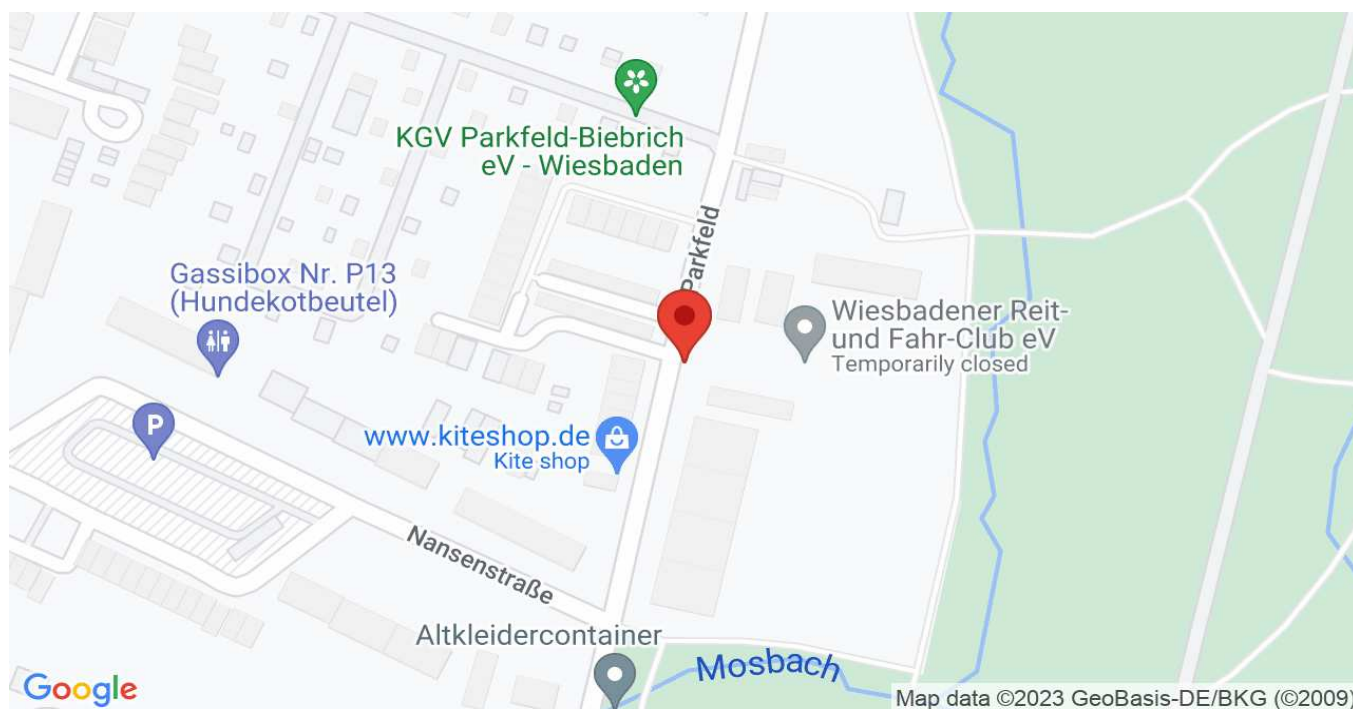 KGV Parkfeld-Biebrich
eV - Wiesbaden
Parkfeld
Gassibox Nr. P13
(Hundekotbeutel)
Wiesbadener Reit-
und Fahr-Club eV
Temporarily closed
P
www.kiteshop.de
Kite shop
Nansenstraße
Altkleidercontainer
Mosbach
Google
Map data ©2023 GeoBasis-DE/BKG (©2009)